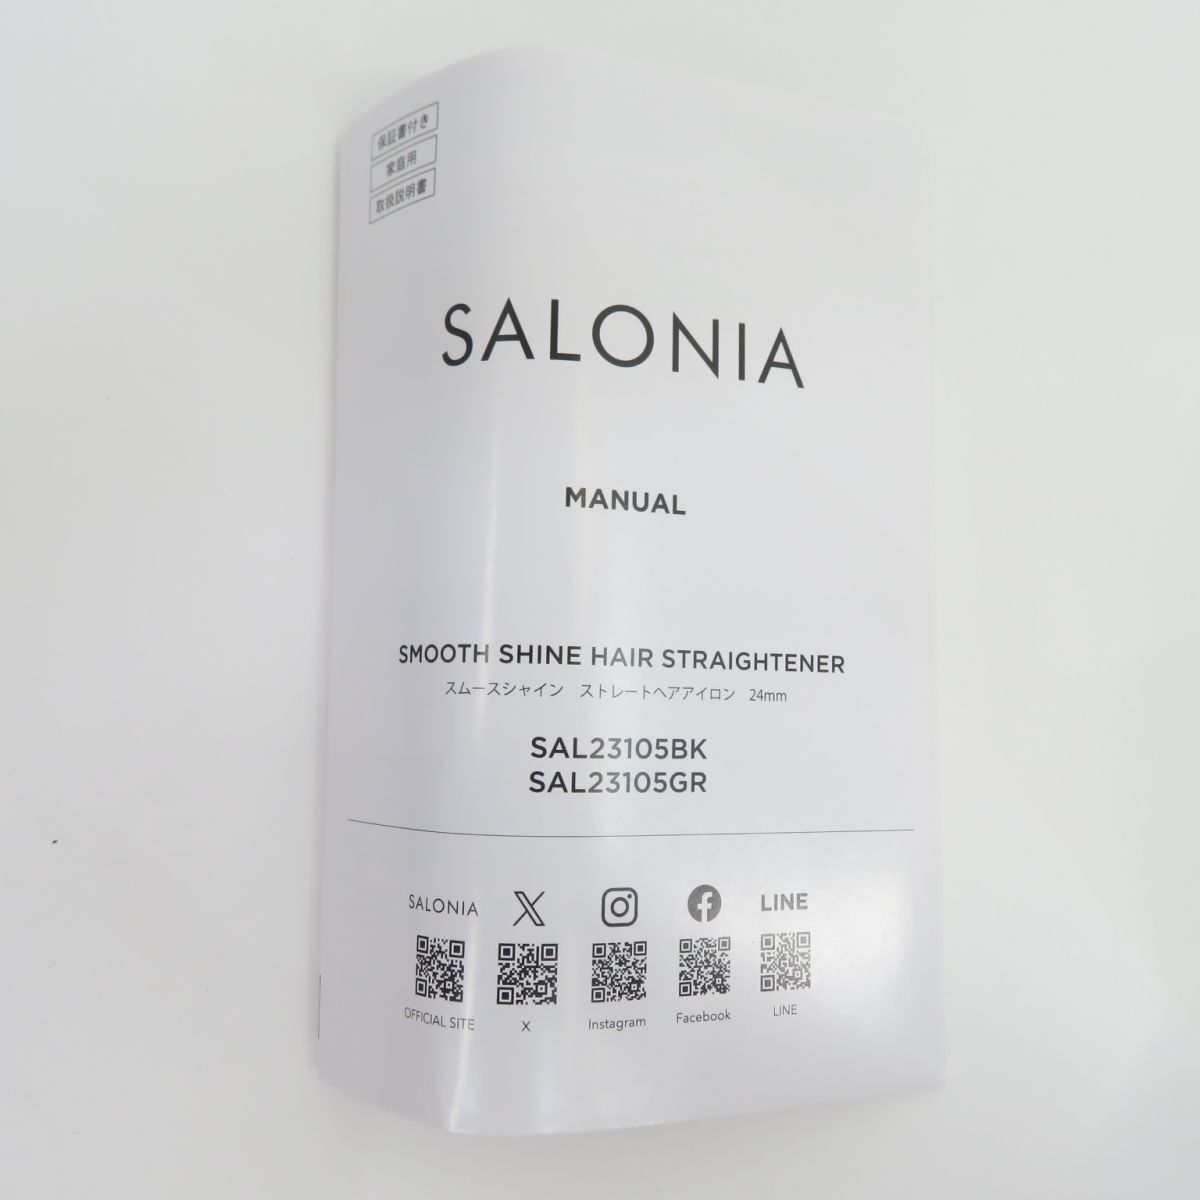 保証書付き
家庭用
取扱説明書
SALONIA
MANUAL
SMOOTH SHINE HAIR STRAIGHTENER
スムースシャイン ストレートヘアアイロン 24mm
SAL23105BK
SAL23105GR
SALONIA LINE
OFFICIAL SITE X Instagram Facebook LINE